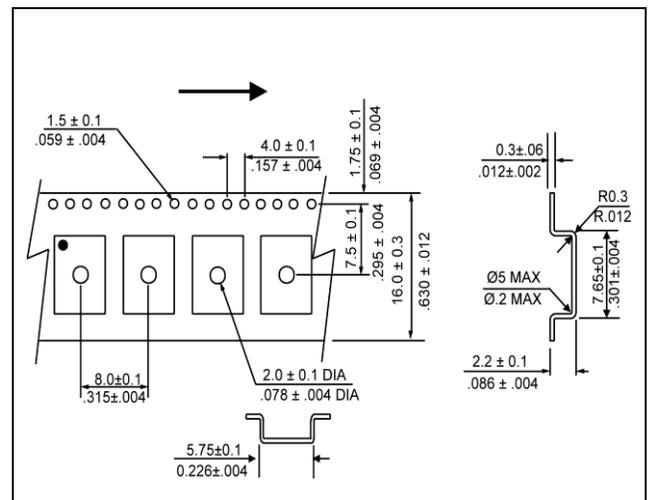 1.5 ± 0.1
.059 ± .004
4.0 ± 0.1
.157 ± .004
1.75 ± 0.1
.069 ± .004
7.5 ± 0.1
.295 ± .004
16.0 ± 0.3
.630 ± .012
8.0±0.1
.315±.004
2.0 ± 0.1 DIA
.078 ± .004 DIA
5.75±0.1
0.226±.004
0.3±.06
.012±.002
R0.3
R.012
Ø5 MAX
Ø.2 MAX
7.65±0.1
.301±.004
2.2 ± 0.1
.086 ± .004